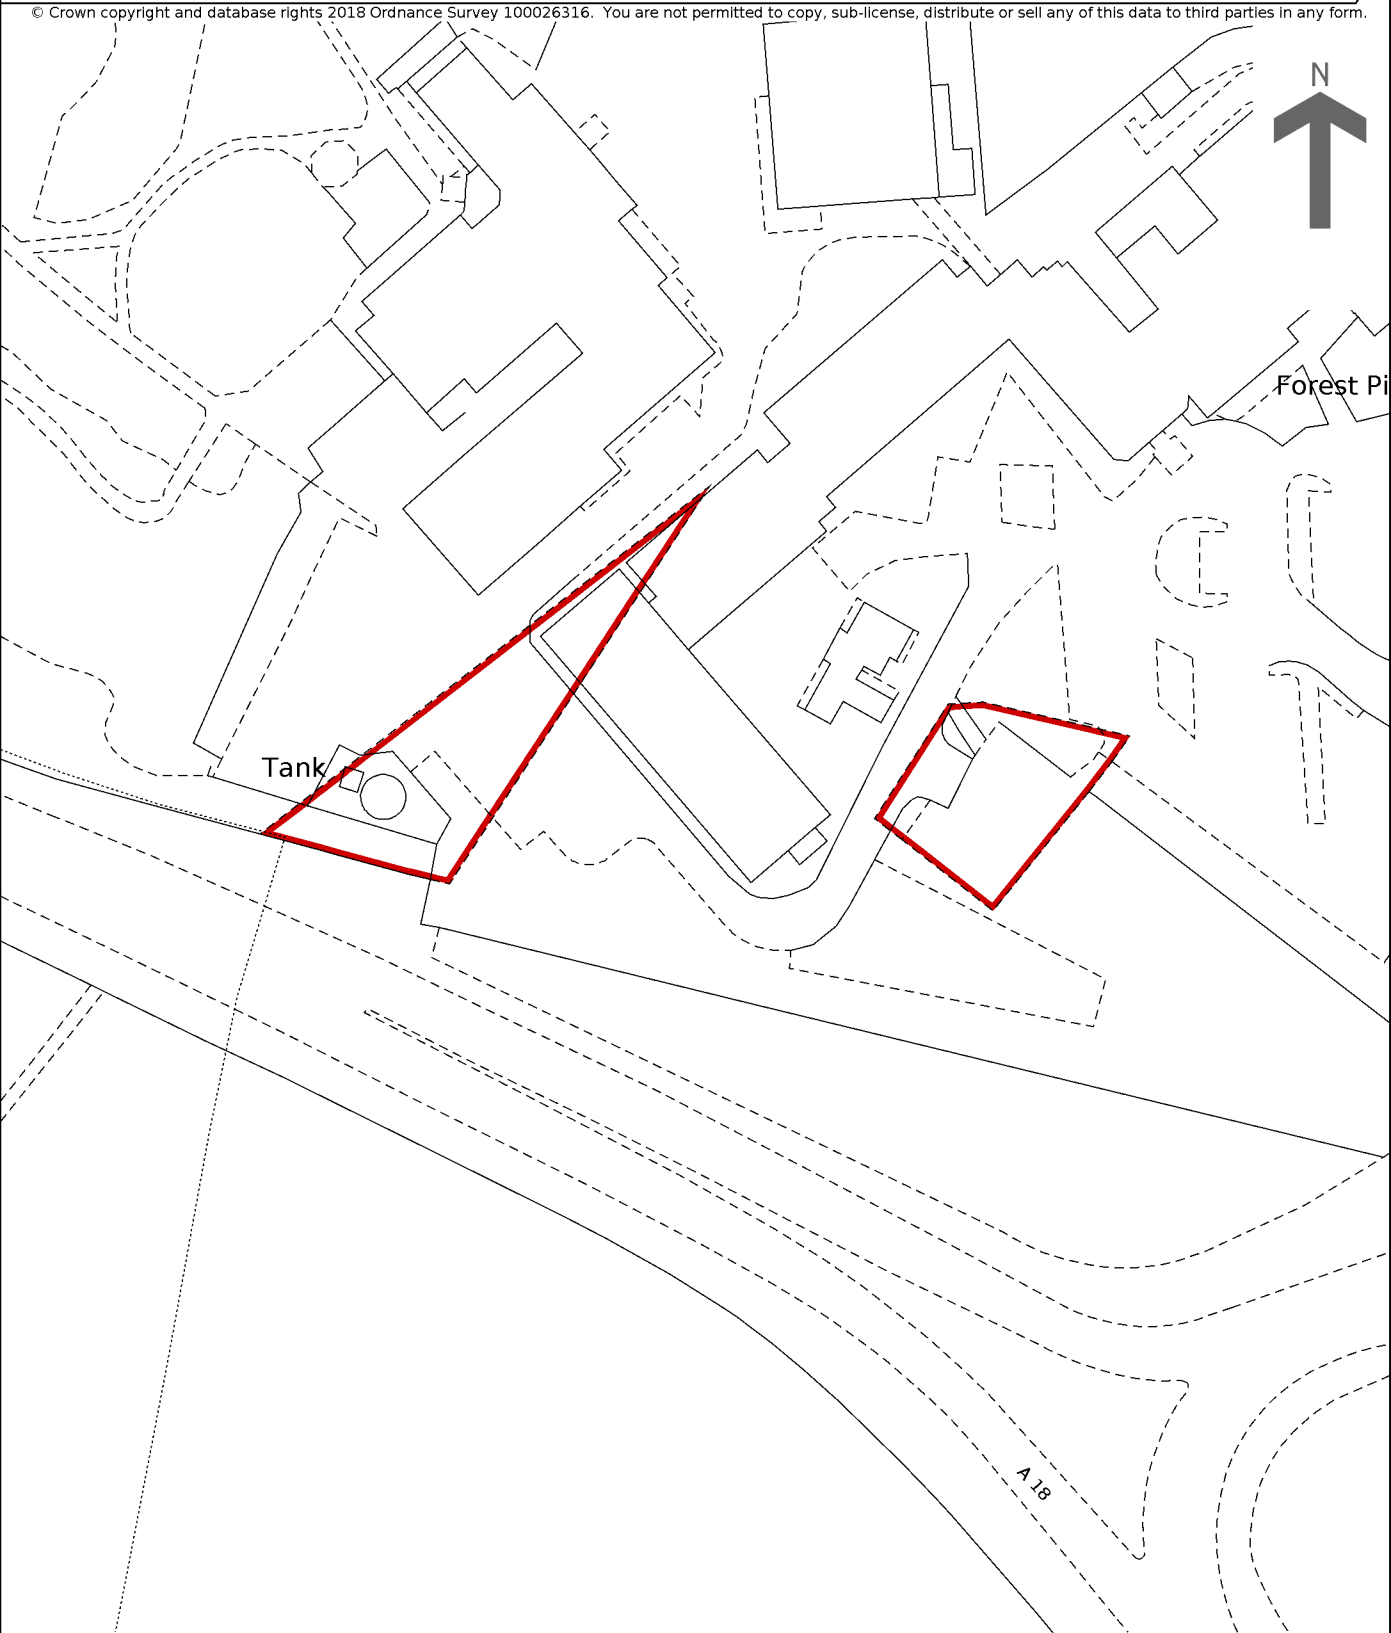 © Crown copyright and database rights 2018 Ordnance Survey 100026316. You are not permitted to copy, sub-license, distribute or sell any of this data to third parties in any form.
N
Forest Pi
Tank
A 18